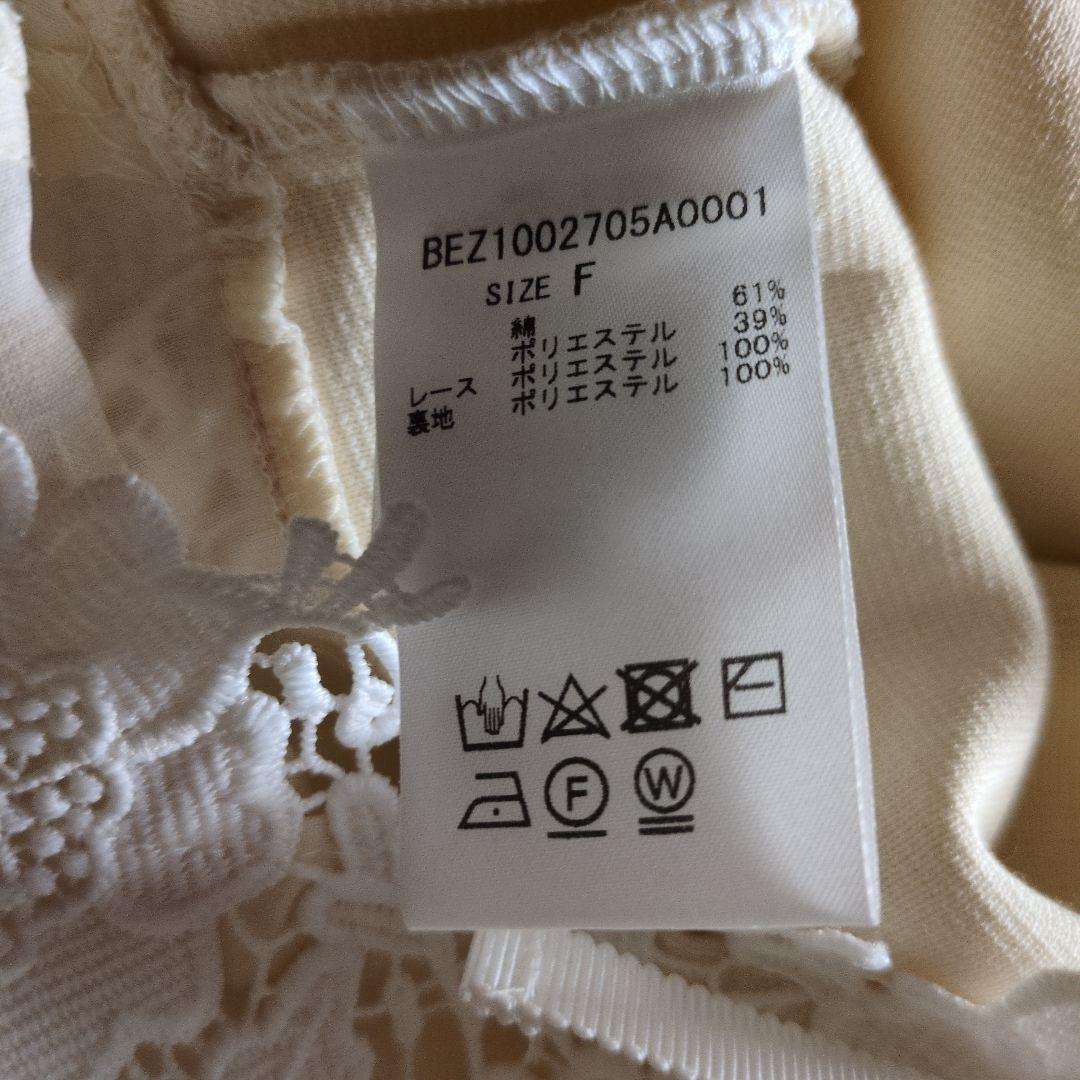 BEZ1002705A0001
SIZE F
綿 61%
ポリエステル 39%
レース ポリエステル 100%
裏地 ポリエステル 100%
F W